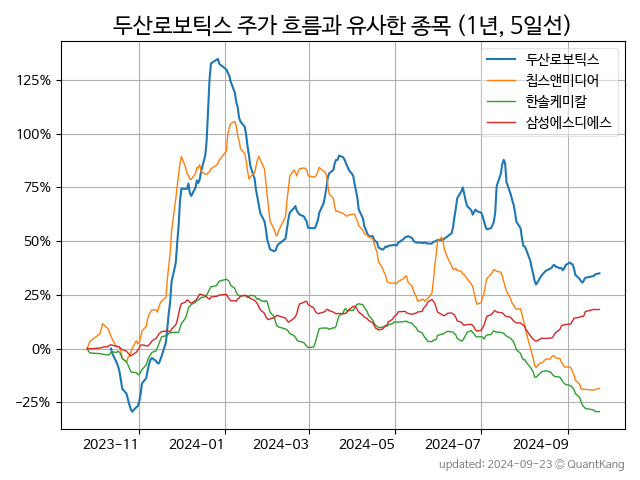 두산로보틱스 주가 흐름과 유사한 종목 (1년, 5일선)
두산로보틱스
칩스앤미디어
한솔케미칼
삼성에스디에스
125%
100%
75%
50%
25%
0%
−25%
2023-11
2024-01
2024-03
2024-05
2024-07
2024-09
updated: 2024-09-23 © QuantKang